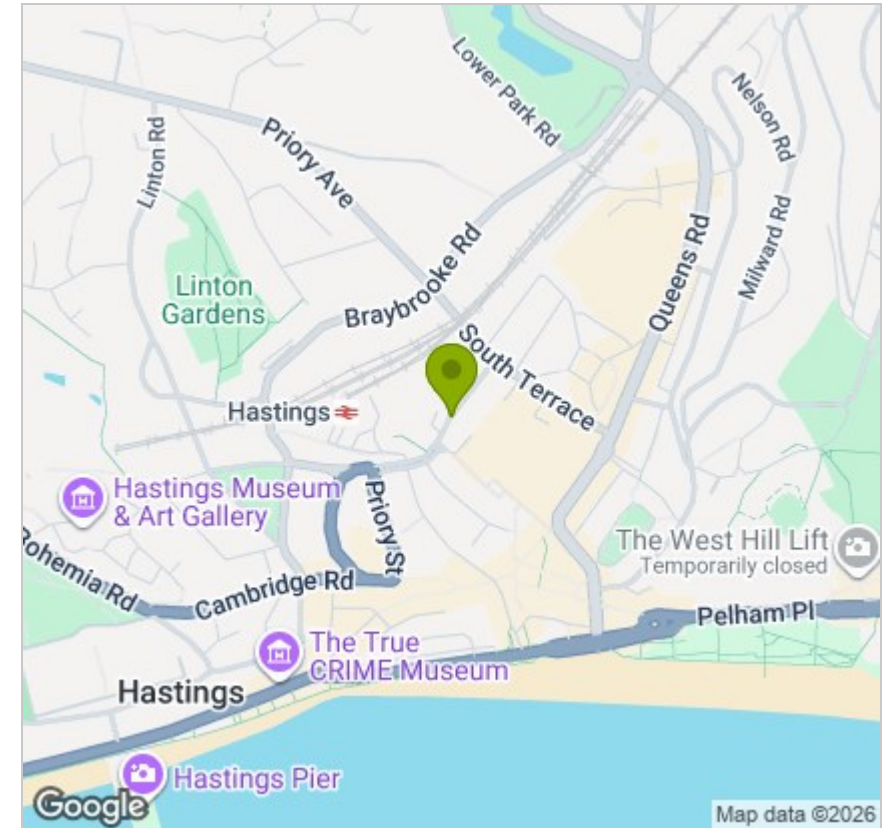 Lower Park Rd
Nelson Rd
Linton Rd
Priory Ave
Milward Rd
Queens Rd
Braybrooke Rd
Linton
Gardens
South Terrace
Hastings
Hastings Museum
& Art Gallery
Priory St
The West Hill Lift
Temporarily closed
Bohemia Rd
Cambridge Rd
Pelham Pl
The True
CRIME Museum
Hastings
Hastings Pier
Google
Map data ©2026